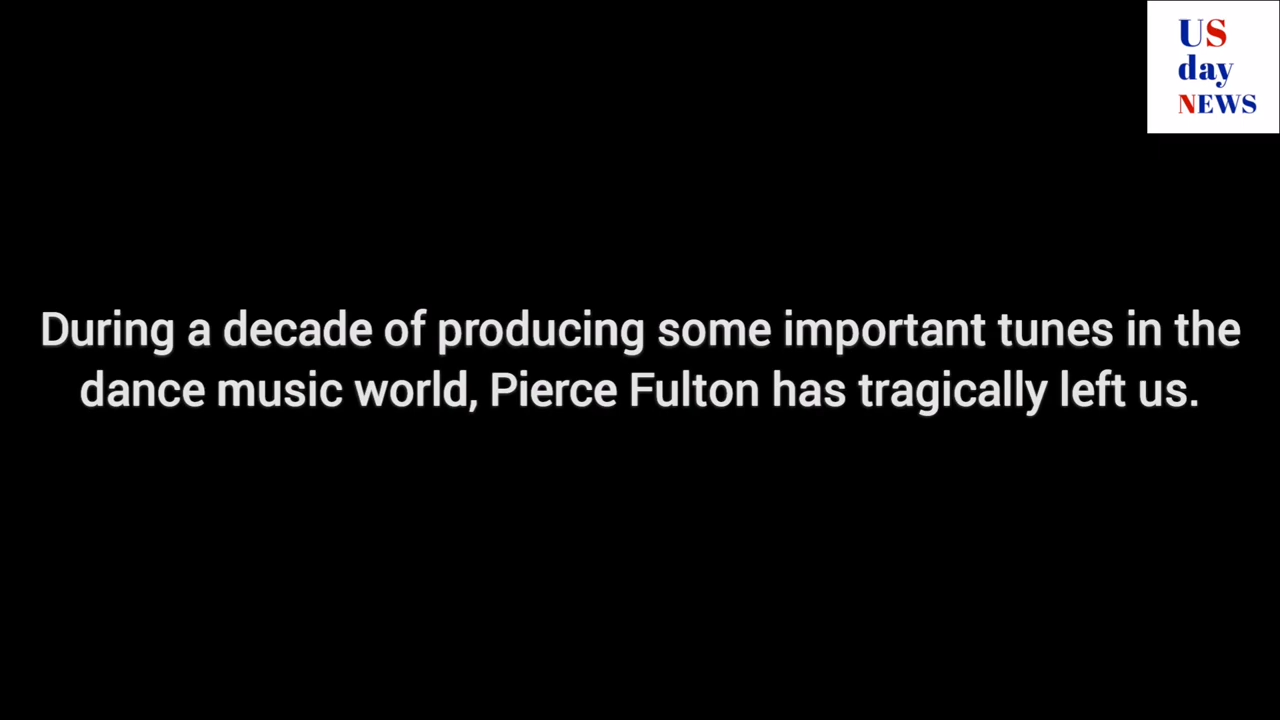 US
day
NEWS
During a decade of producing some important tunes in the
dance music world, Pierce Fulton has tragically left us.